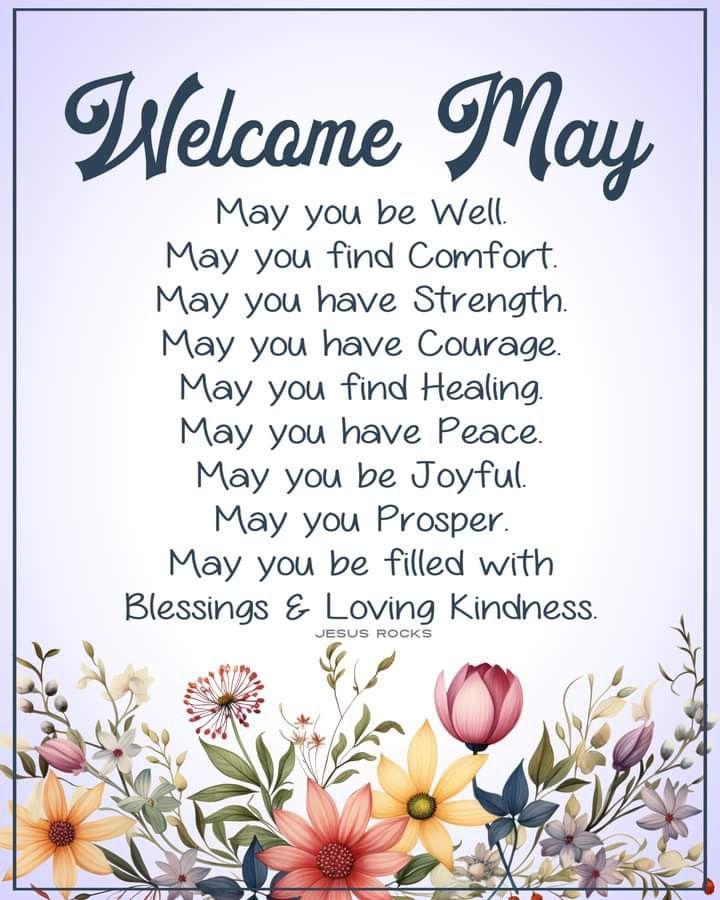 Welcome May
May you be Well.
May you find Comfort.
May you have Strength.
May you have Courage.
May you find Healing.
May you have Peace.
May you be Joyful.
May you Prosper.
May you be filled with
Blessings & Loving Kindness.
JESUS ROCKS